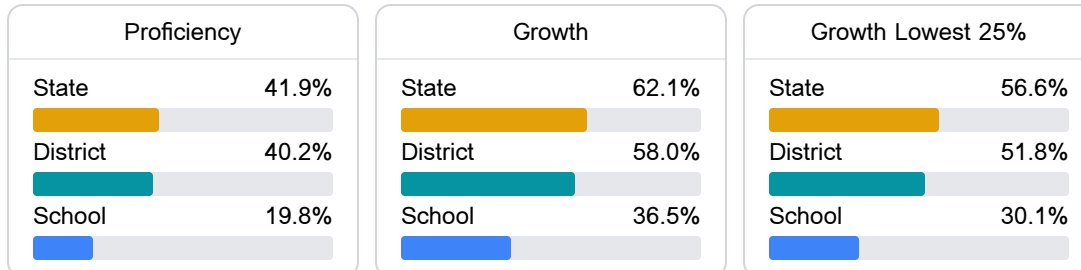 Proficiency
State 41.9%
District 40.2%
School 19.8%
Growth
State 62.1%
District 58.0%
School 36.5%
Growth Lowest 25%
State 56.6%
District 51.8%
School 30.1%